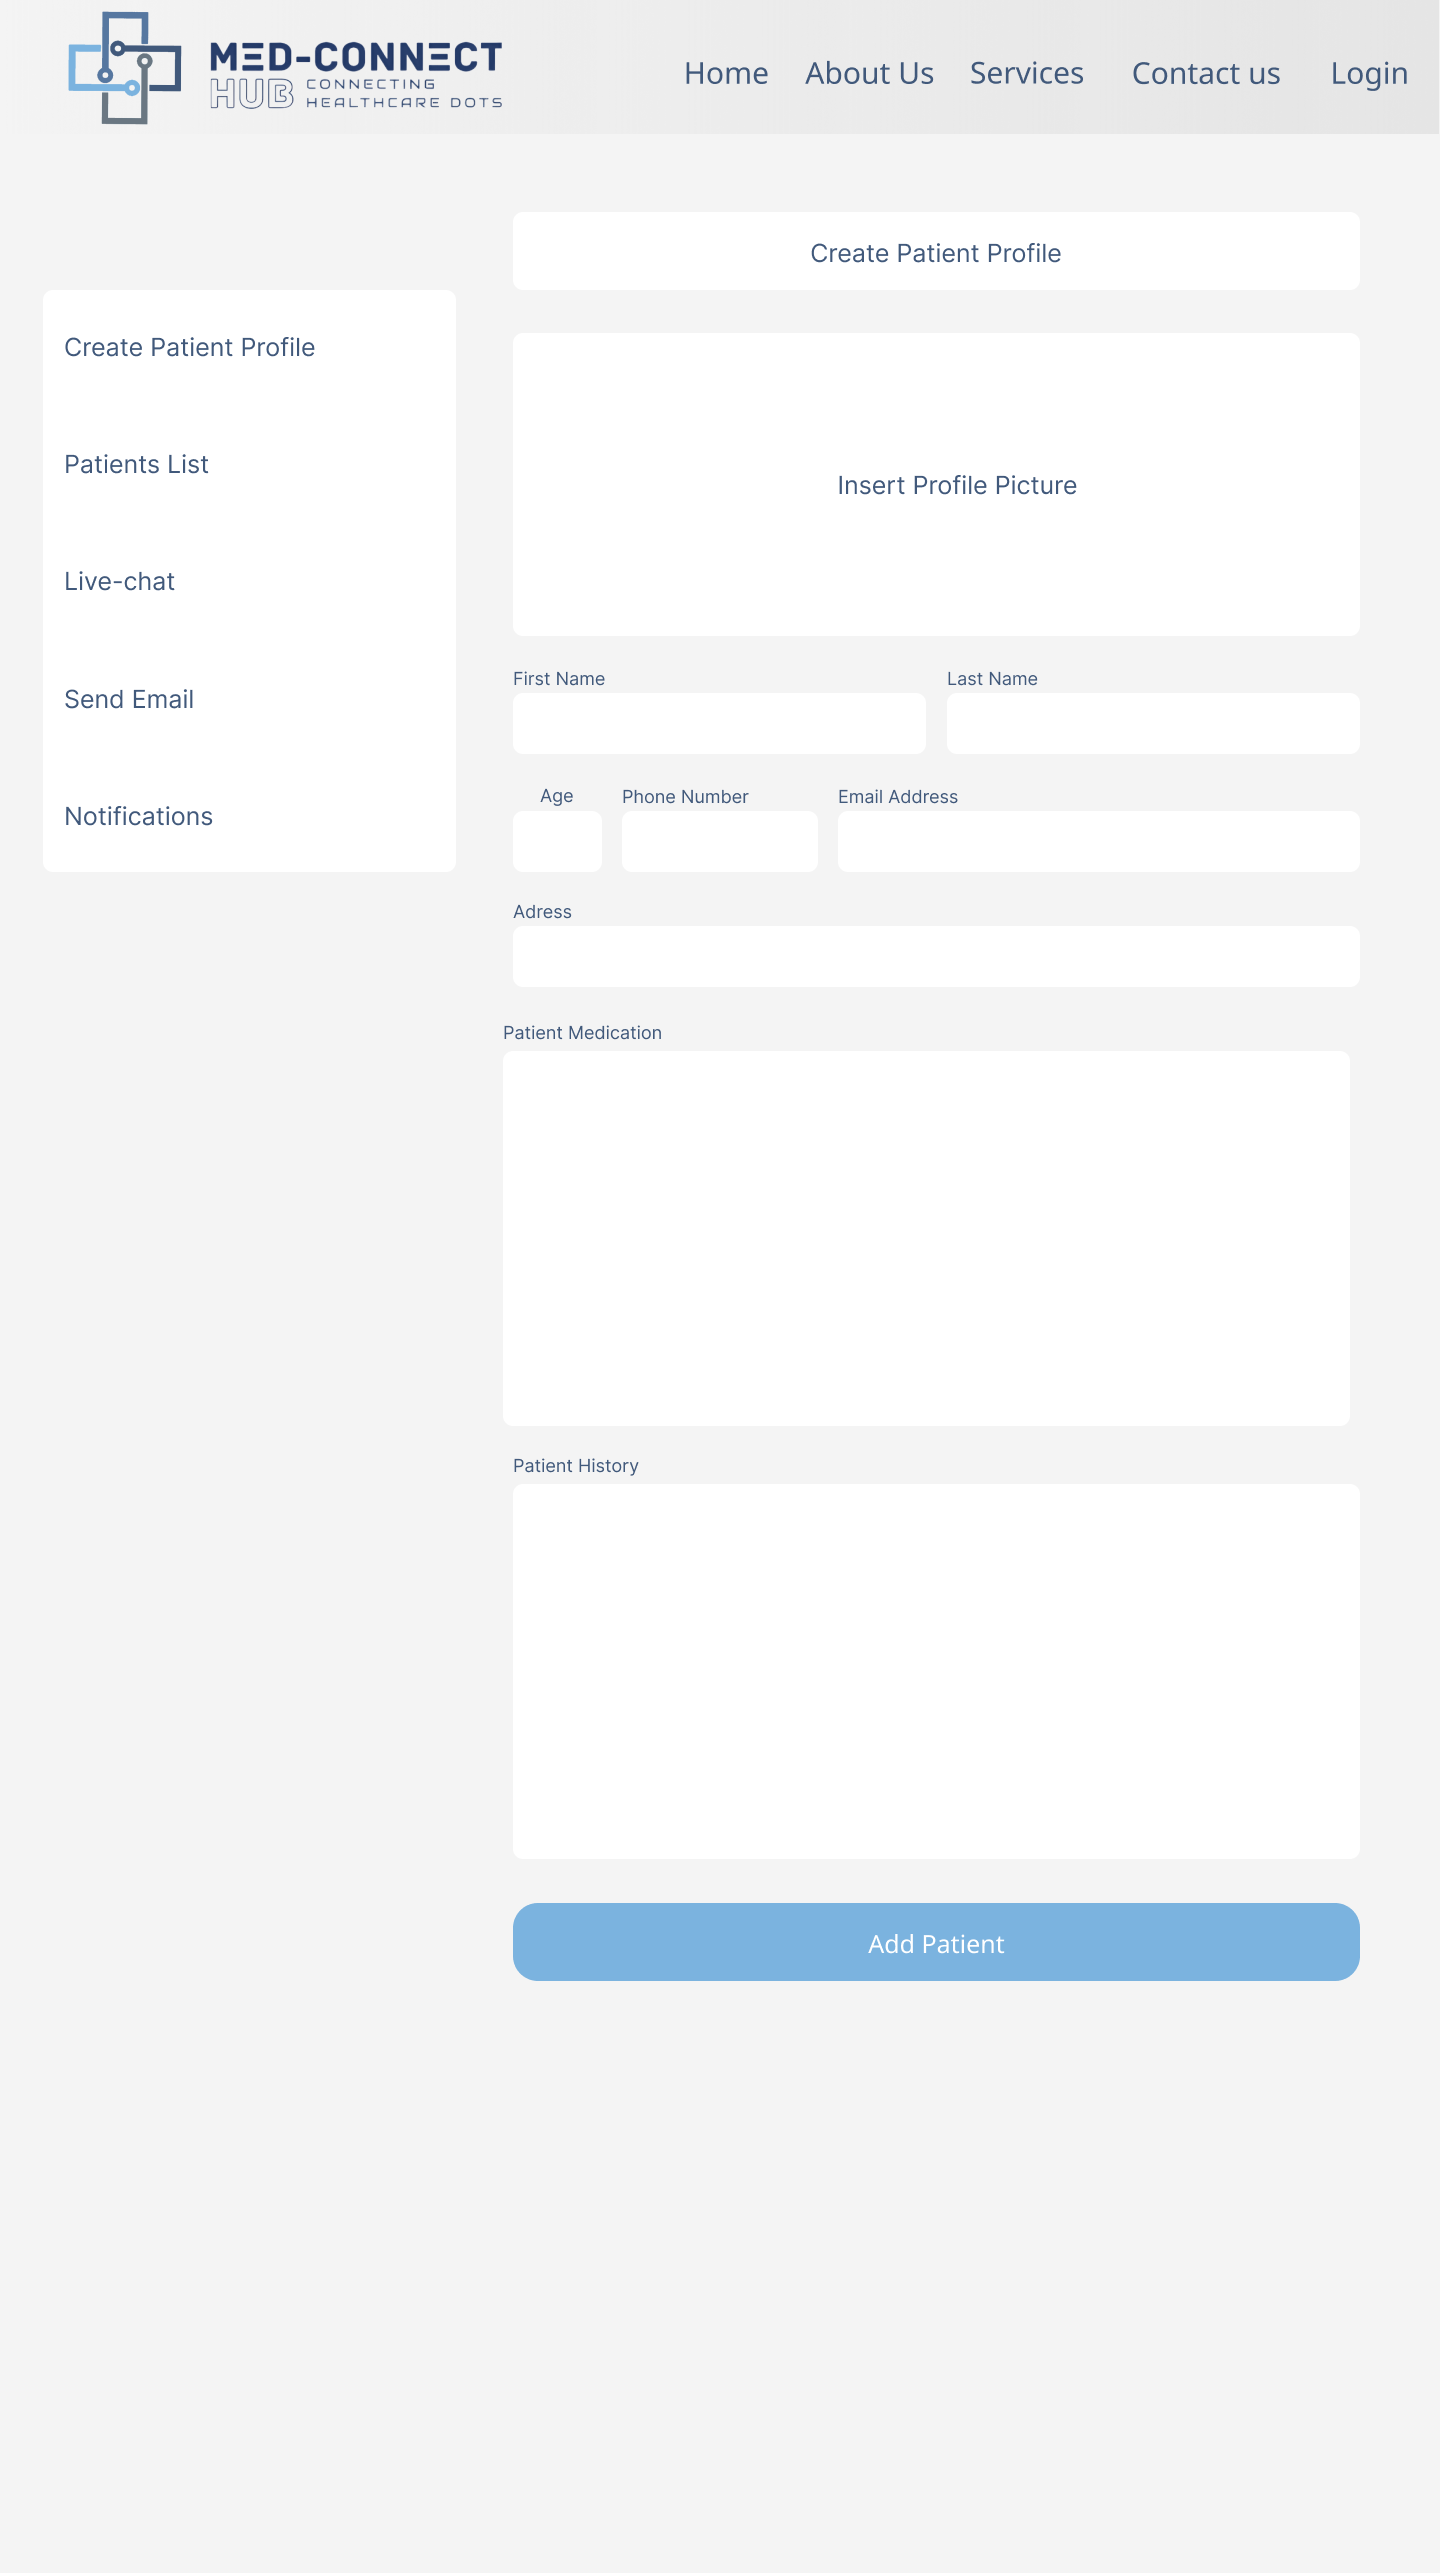 MED-CONNECT
HUB CONNECTING
HEALTHCARE DOTS
Home About Us Services Contact us Login
Create Patient Profile
Create Patient Profile
Patients List
Live-chat
Send Email
Notifications
Insert Profile Picture
First Name Last Name
Age Phone Number Email Address
Adress
Patient Medication
Patient History
Add Patient